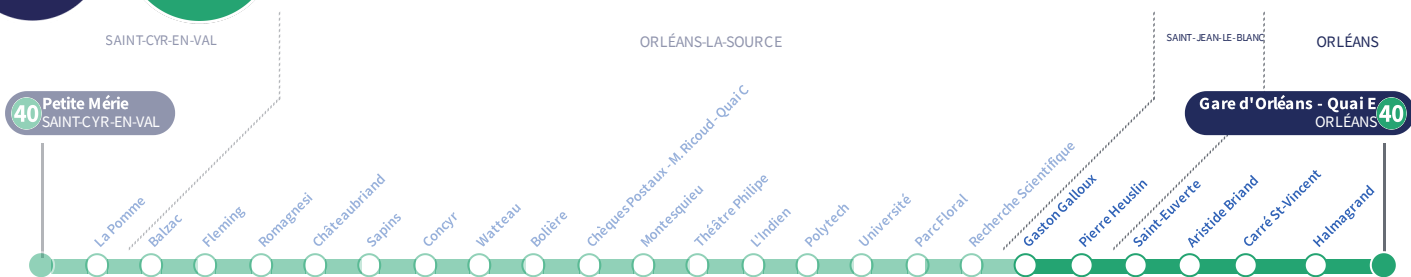 SAINT-CYR-EN-VAL
ORLÉANS-LA-SOURCE
SAINT-JEAN-LE-BLANC
ORLÉANS
40
Petite Mérie
SAINT-CYR-EN-VAL
Gare d'Orléans - Quai E
ORLÉANS
40
La Pomme
Balzac
Fleming
Romagnesi
Châteaubriand
Sapins
Concyr
Watteau
Bolière
Chèques Postaux - M. Ricoud - Quai C
Montesquieu
Théâtre Philipe
L'Indien
Polytech
Université
Parc Floral
Recherche Scientifique
Gaston Galloux
Pierre Heuslin
Saint-Euverte
Aristide Briand
Carré St-Vincent
Halmagrand